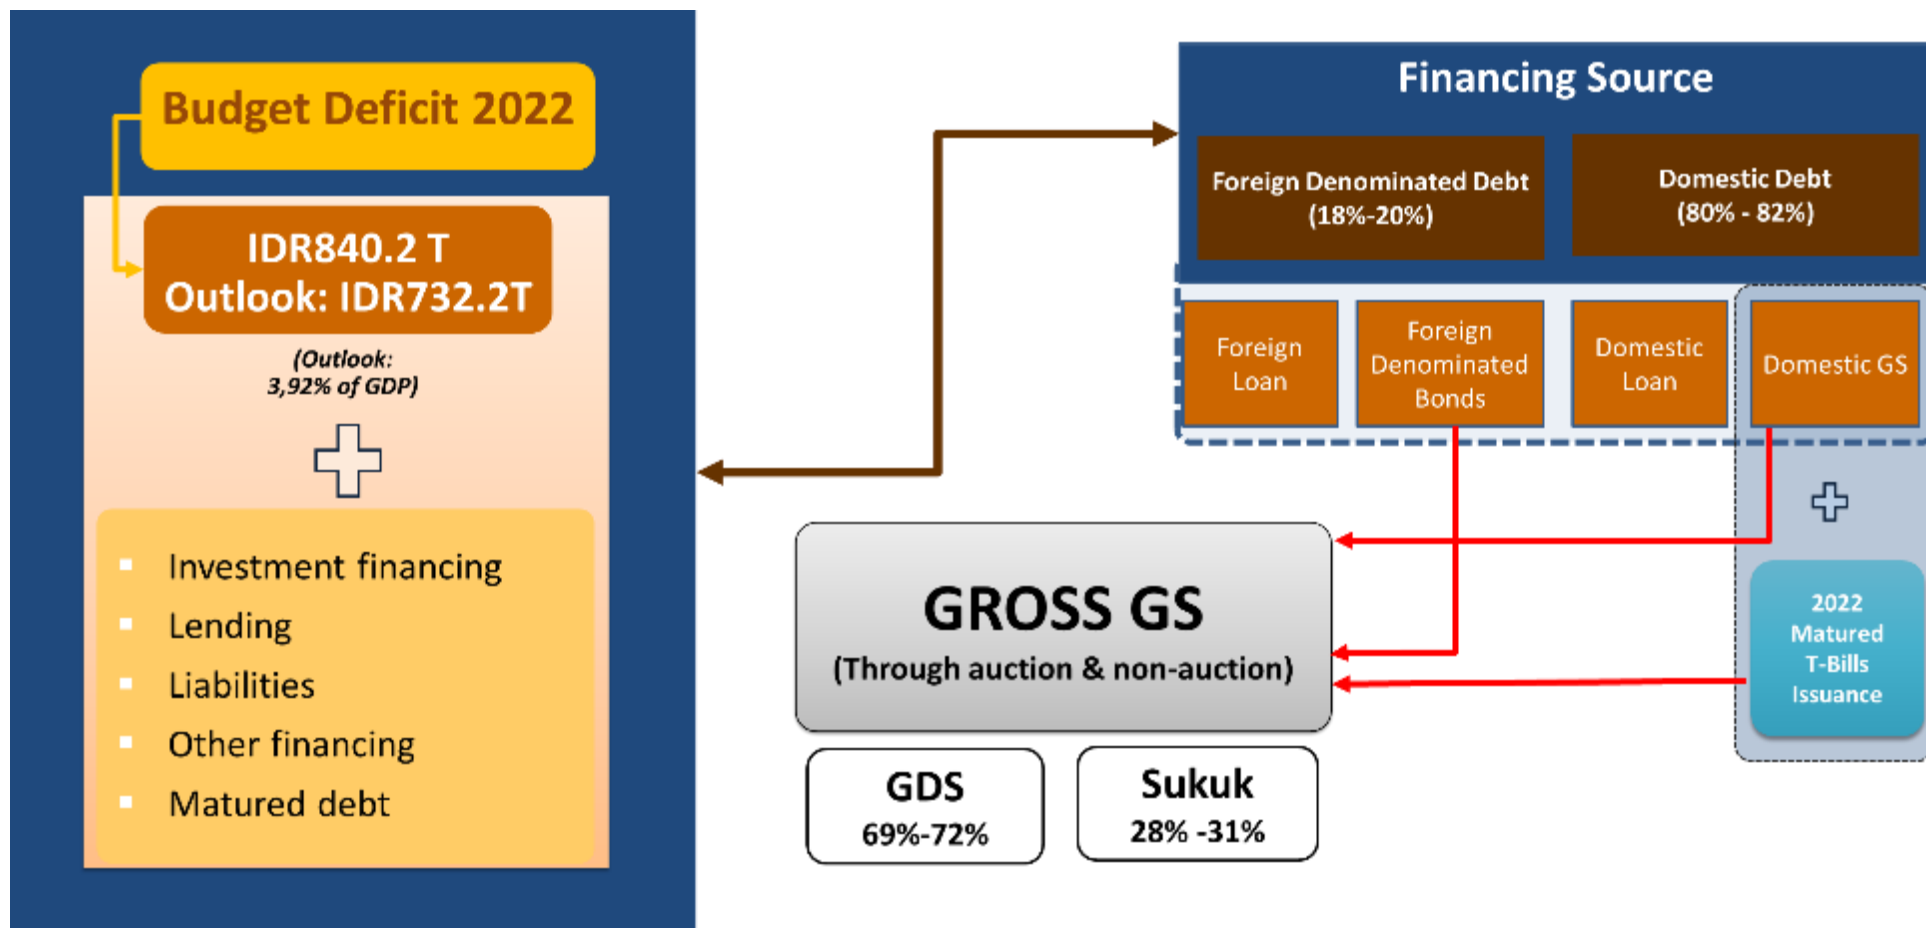 Budget Deficit 2022
IDR840.2 T
Outlook: IDR732.2T
(Outlook:
3,92% of GDP)
Investment financing
Lending
Liabilities
Other financing
Matured debt
Financing Source
Foreign Denominated Debt
(18%-20%)
Domestic Debt
(80% - 82%)
Foreign
Loan
Foreign
Denominated
Bonds
Domestic
Loan
Domestic GS
2022
Matured
T-Bills
Issuance
GROSS GS
(Through auction & non-auction)
GDS
69%-72%
Sukuk
28% -31%